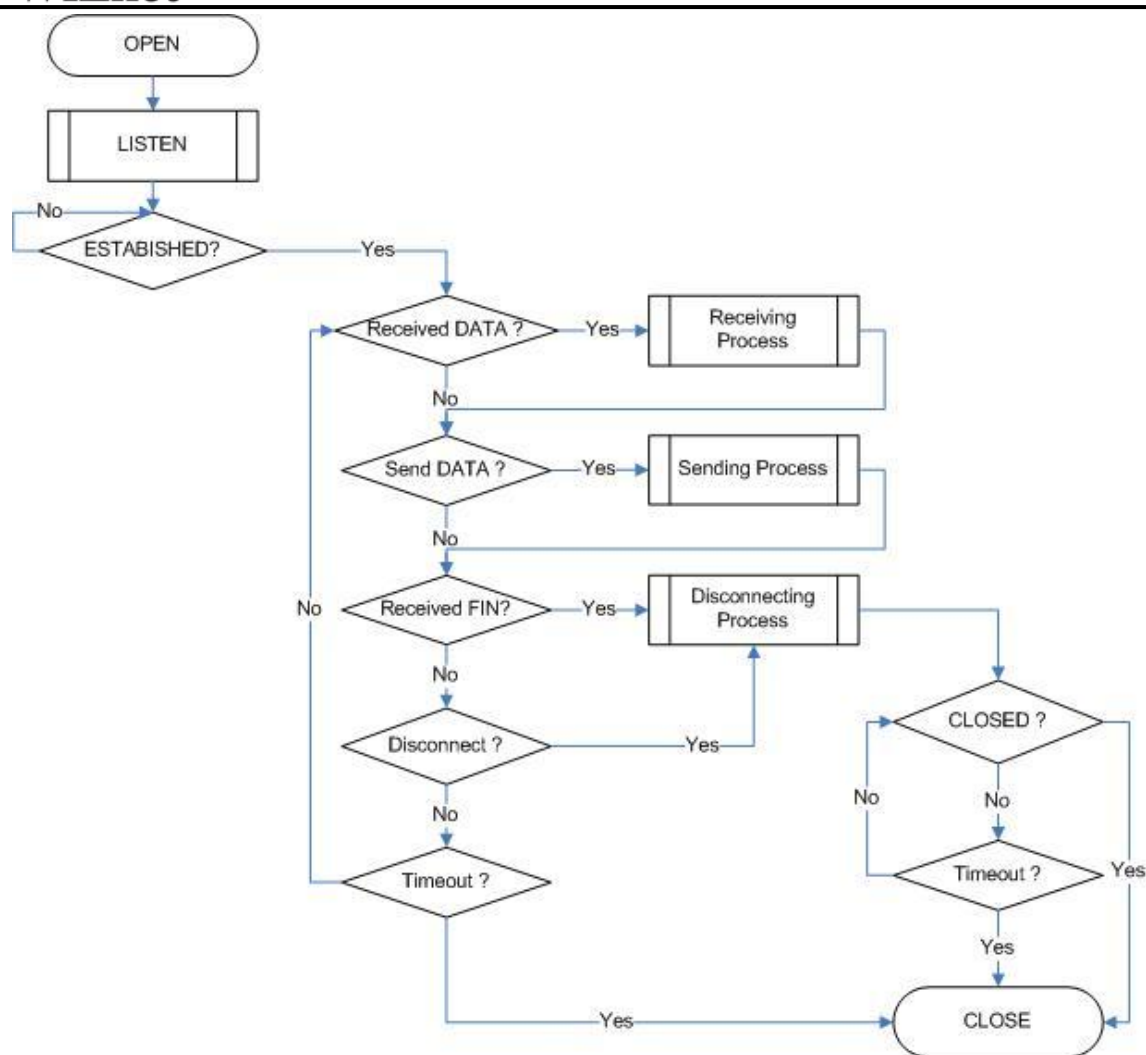 OPEN
LISTEN
No
ESTABISHED?
Yes
Received DATA ?
Yes
Receiving
Process
No
Send DATA ?
Yes
Sending Process
No
Received FIN?
Yes
Disconnecting
Process
No
No
Disconnect ?
Yes
CLOSED ?
No
No
No
Timeout ?
Timeout ?
Yes
Yes
Yes
CLOSE